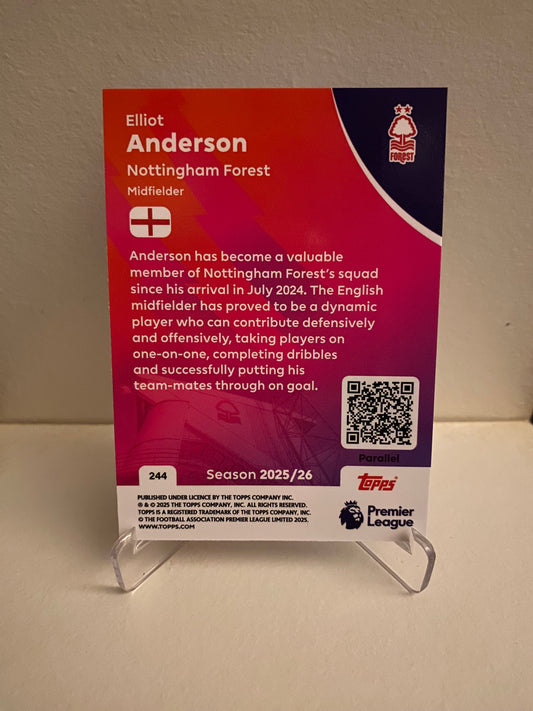 Elliot
Anderson
Nottingham Forest
Midfielder
FOREST
Anderson has become a valuable
member of Nottingham Forest's squad
since his arrival in July 2024. The English
midfielder has proved to be a dynamic
player who can contribute defensively
and offensively, taking players on
one-on-one, completing dribbles
and successfully putting his
team-mates through on goal.
Parallel
244
Season 2025/26
Topps
PUBLISHED UNDER LICENCE BY THE TOPPS COMPANY INC.
® & © 2025 THE TOPPS COMPANY, INC. ALL RIGHTS RESERVED.
TOPPS IS A REGISTERED TRADEMARK OF THE TOPPS COMPANY, INC.
© THE FOOTBALL ASSOCIATION PREMIER LEAGUE LIMITED 2025.
WWW.TOPPS.COM
Premier
League